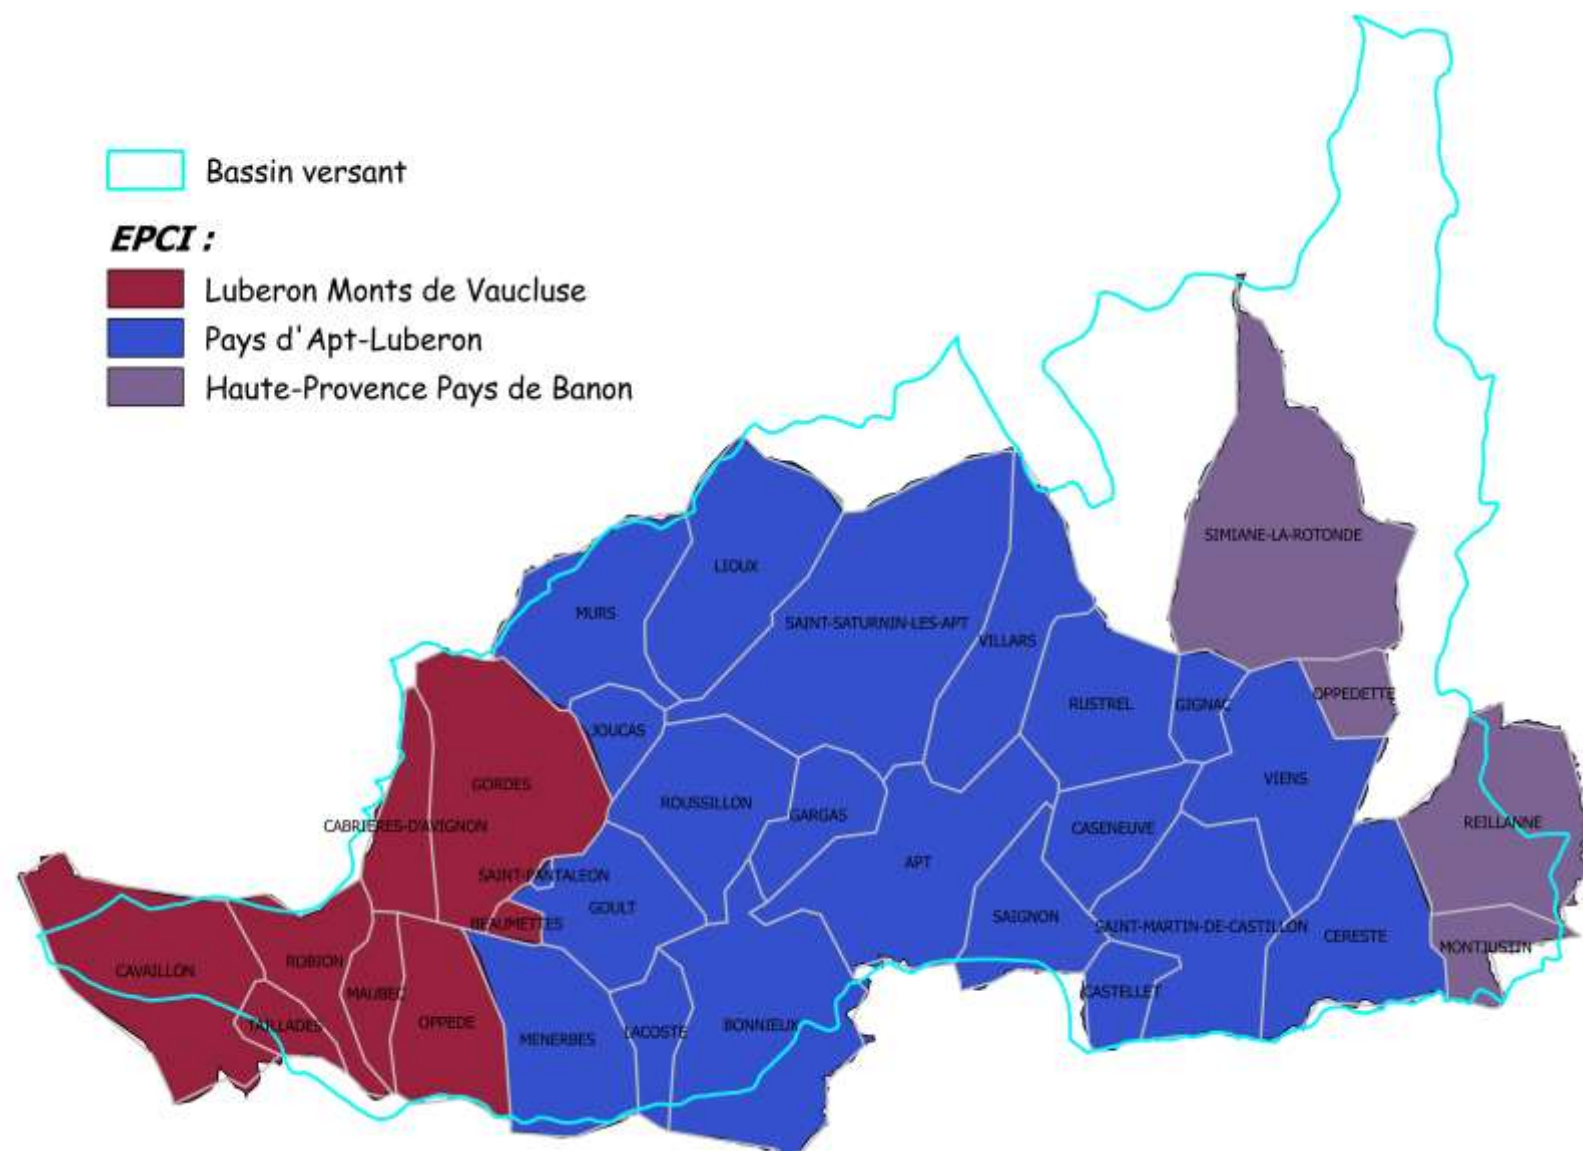 Bassin versant
EPCI :
Luberon Monts de Vaucluse
Pays d'Apt-Luberon
Haute-Provence Pays de Banon
SIMIANE-LA-ROTONDE
LIOUX
MURS
SAINT-SATURNIN-LES-APT
VILLARS
OPPEDETTE
RUSTREL
GIGNAC
JOUCAS
GORDES
VIENS
ROUSSILLON
GARGAS
REILLANNE
CABRIERES-D'AVIGNON
CASENEUVE
APT
SAINT-PANTALEON
GOULT
SAIGNON
BEAUMETTES
SAINT-MARTIN-DE-CASTILLON
CERESTE
MONTJUSTIN
ROBION
CAVAILLON
MAUBEC
CASTELLET
TAILLADES
OPPEDE
BONNIEUX
LACOSTE
MENERBES